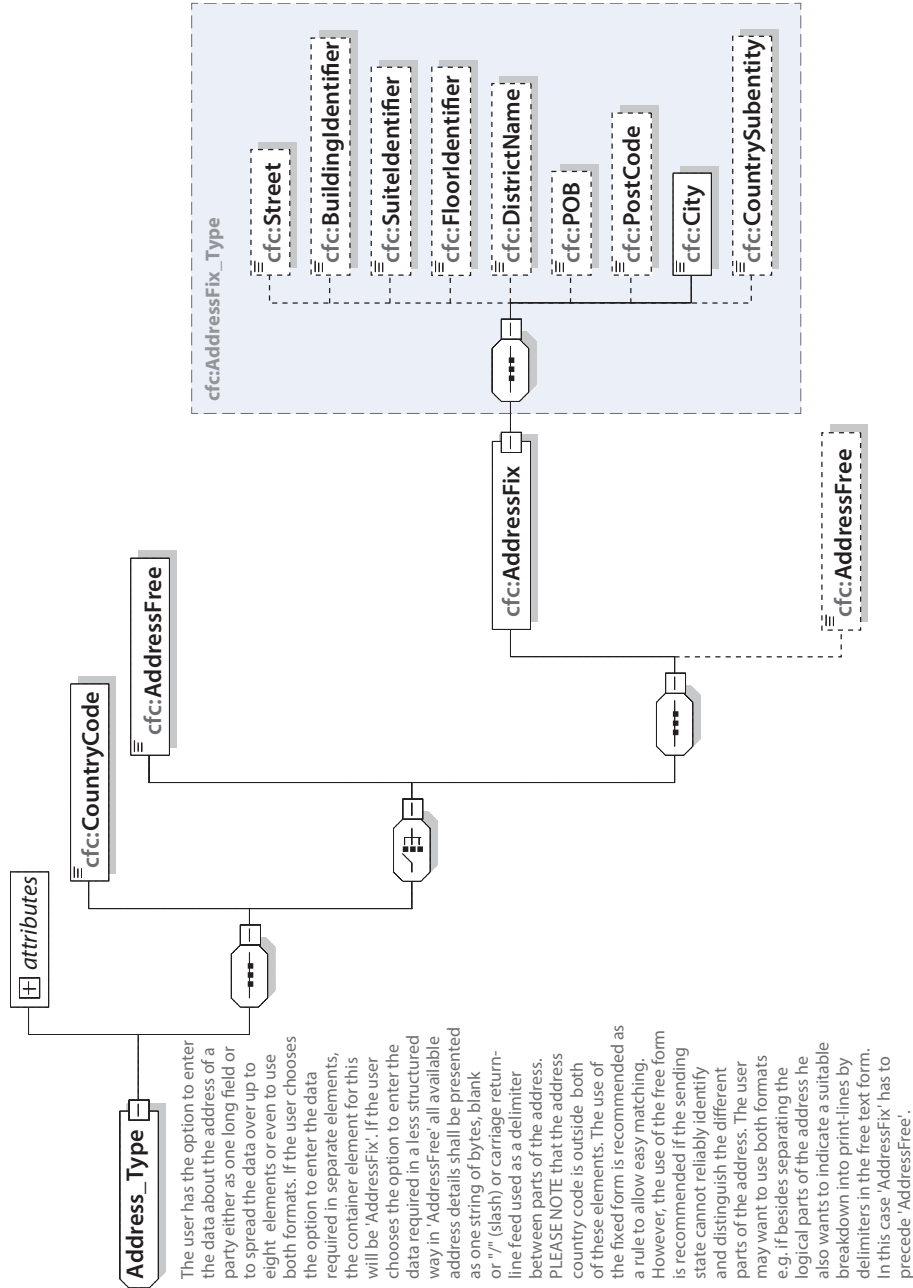 Address_Type
attributes
The user has the option to enter
the data about the address of a
party either as one long field or
to spread the data over up to
eight elements or even to use
both formats. If the user chooses
the option to enter the data
required in separate elements,
the container element for this
will be 'AddressFix'. If the user
chooses the option to enter the
data required in a less structured
way in 'AddressFree' all available
address details shall be presented
as one string of bytes, blank
or "/" (slash) or carriage return-
line feed used as a delimiter
between parts of the address.
PLEASE NOTE that the address
country code is outside both
of these elements. The use of
the fixed form is recommended as
a rule to allow easy matching.
However, the use of the free form
is recommended if the sending
state cannot reliably identify
and distinguish the different
parts of the address. The user
may want to use both formats
e.g. if besides separating the
logical parts of the address he
also wants to indicate a suitable
breakdown into print-lines by
delimiters in the free text form.
In this case 'AddressFix' has to
precede 'AddressFree'.
cfc:CountryCode
cfc:AddressFree
cfc:AddressFix
cfc:AddressFree
cfc:AddressFix_Type
cfc:Street
cfc:BuildingIdentifier
cfc:SuiteIdentifier
cfc:FloorIdentifier
cfc:DistrictName
cfc:POB
cfc:PostCode
cfc:City
cfc:CountrySubentity